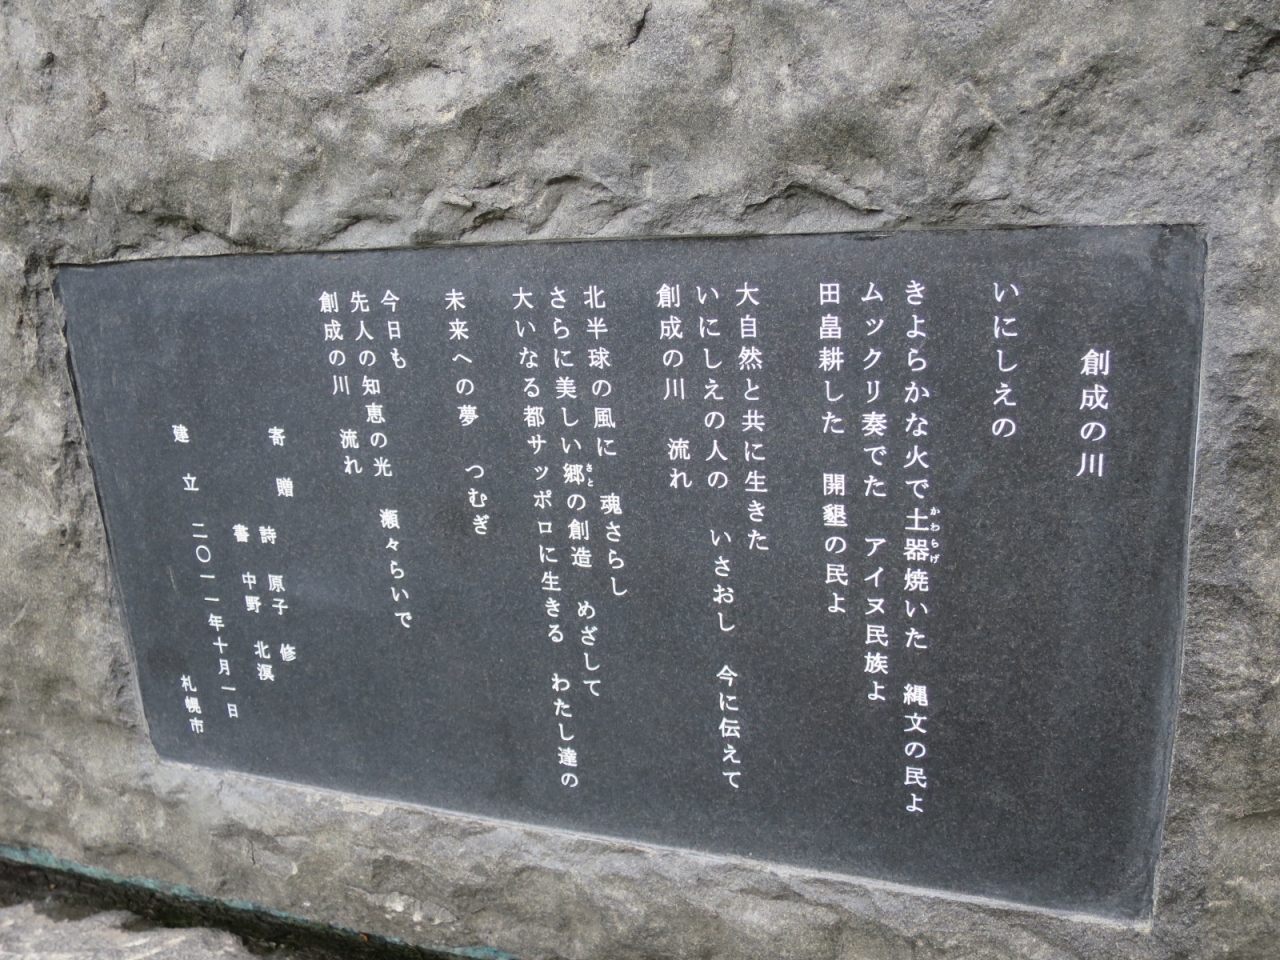 創成の川
いにしえの
きよらかな火で土器焼いた　縄文の民よ
かわらけ
ムックリ奏でた　アイヌ民族よ
田畠耕した　開墾の民よ
大自然と共に生きた
いにしえの人の　いさおし　今に伝えて
創成の川　流れ
北半球の風に　魂さらし
さらに美しい郷の創造　めざして
さと
大いなる都サッポロに生きる　わたし達の
未来への夢　つむぎ
今日も
先人の知恵の光　瀬々らいで
創成の川　流れ
寄贈　詩　原子　修
書　中野　北溟
建立　二〇一一年十月一日
札幌市